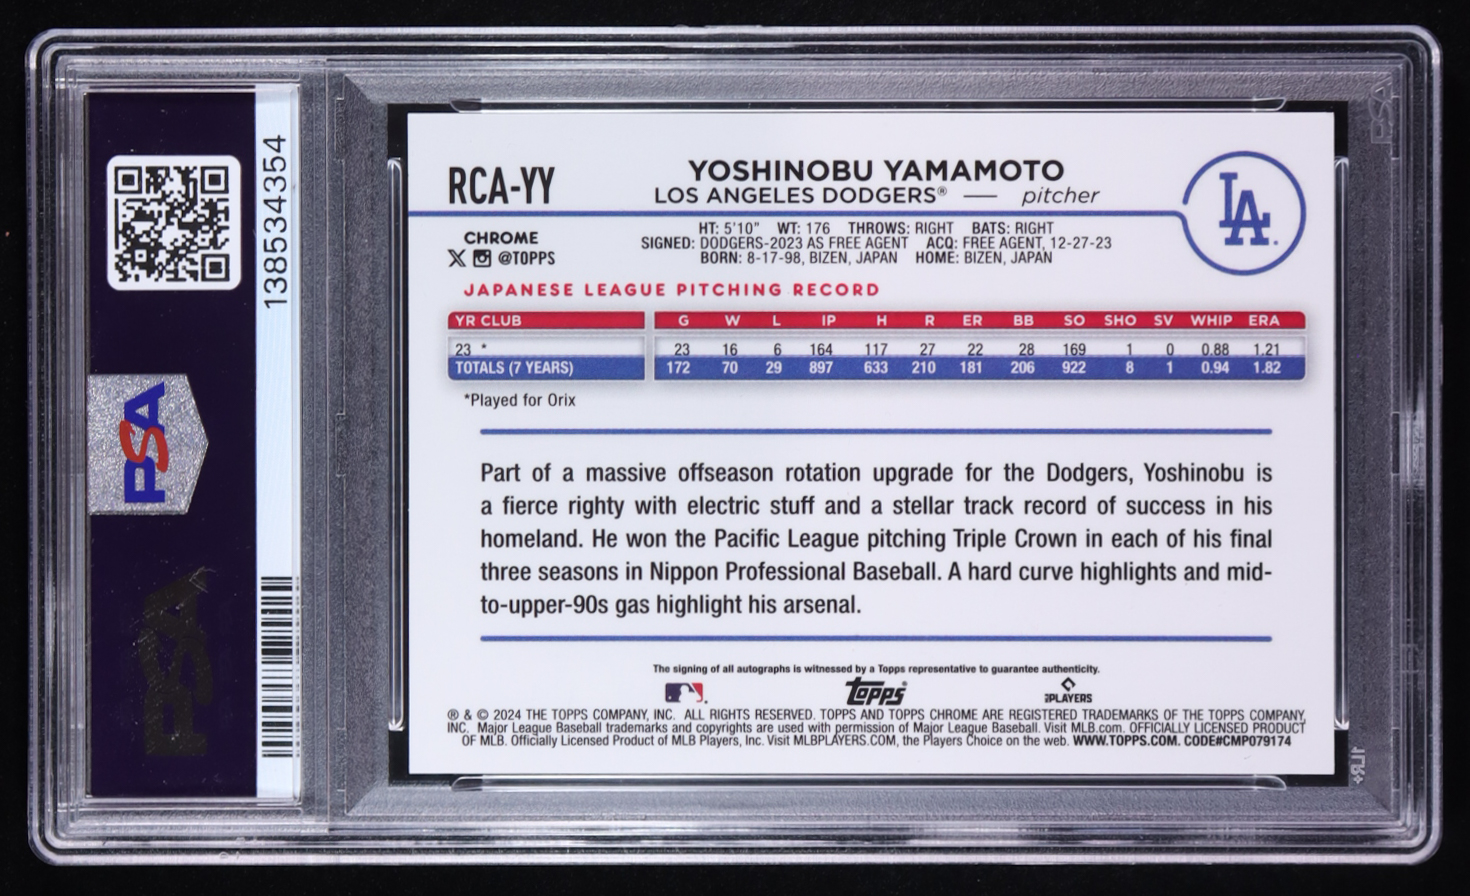 138534354
PSA
PSA
PSA
RCA-YY
YOSHINOBU YAMAMOTO
LOS ANGELES DODGERS® — pitcher
LA
CHROME
@TOPPS
HT: 5'10" WT: 176 THROWS: RIGHT BATS: RIGHT
SIGNED: DODGERS-2023 AS FREE AGENT ACQ: FREE AGENT, 12-27-23
BORN: 8-17-98, BIZEN, JAPAN HOME: BIZEN, JAPAN
JAPANESE LEAGUE PITCHING RECORD
YR CLUB G W L IP H R ER BB SO SHO SV WHIP ERA
23 * 23 16 6 164 117 27 22 28 169 1 0 0.88 1.21
TOTALS (7 YEARS) 172 70 29 897 633 210 181 206 922 8 1 0.94 1.82
*Played for Orix
Part of a massive offseason rotation upgrade for the Dodgers, Yoshinobu is
a fierce righty with electric stuff and a stellar track record of success in his
homeland. He won the Pacific League pitching Triple Crown in each of his final
three seasons in Nippon Professional Baseball. A hard curve highlights and mid-
to-upper-90s gas highlight his arsenal.
The signing of all autographs is witnessed by a Topps representative to guarantee authenticity.
Topps
PLAYERS
® & © 2024 THE TOPPS COMPANY, INC. ALL RIGHTS RESERVED. TOPPS AND TOPPS CHROME ARE REGISTERED TRADEMARKS OF THE TOPPS COMPANY,
INC. Major League Baseball trademarks and copyrights are used with permission of Major League Baseball. Visit MLB.com. OFFICIALLY LICENSED PRODUCT
OF MLB. Officially Licensed Product of MLB Players, Inc. Visit MLBPLAYERS.COM, the Players Choice on the web. WWW.TOPPS.COM. CODE#CMP079174